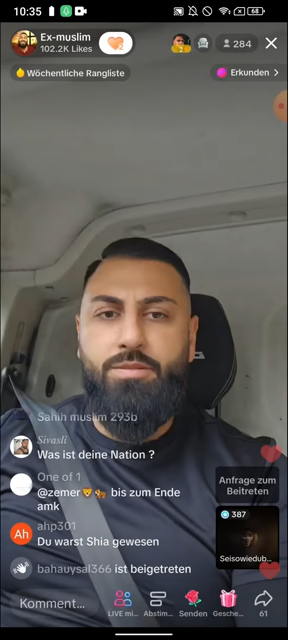 10:35
68
Ex-muslim
102.2K Likes
284
Wöchentliche Rangliste
Erkunden >
Sahih muslim 293b
Sivasli
Was ist deine Nation ?
One of 1
@zemer🦁🐆 bis zum Ende
amk
Anfrage zum
Beitreten
387
Ah
ahp301
Du warst Shia gewesen
Seisowiedub...
bahauysal366 ist beigetreten
Komment...
LIVE mi...
Abstim...
Senden
Gesche...
61